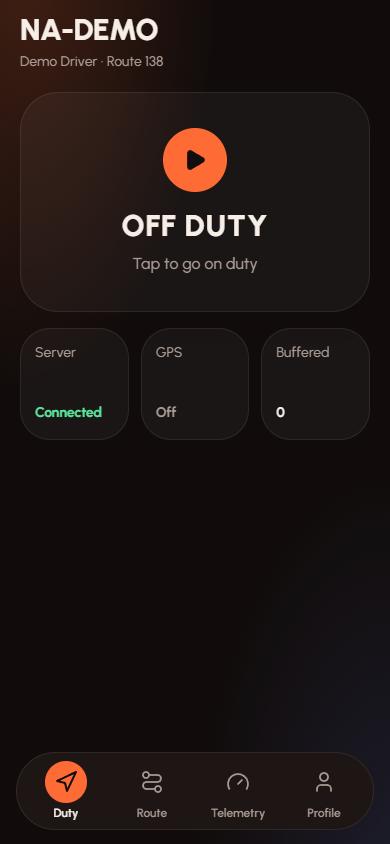 NA-DEMO
Demo Driver · Route 138
OFF DUTY
Tap to go on duty
Server
GPS
Buffered
Connected
Off
0
Duty
Route
Telemetry
Profile